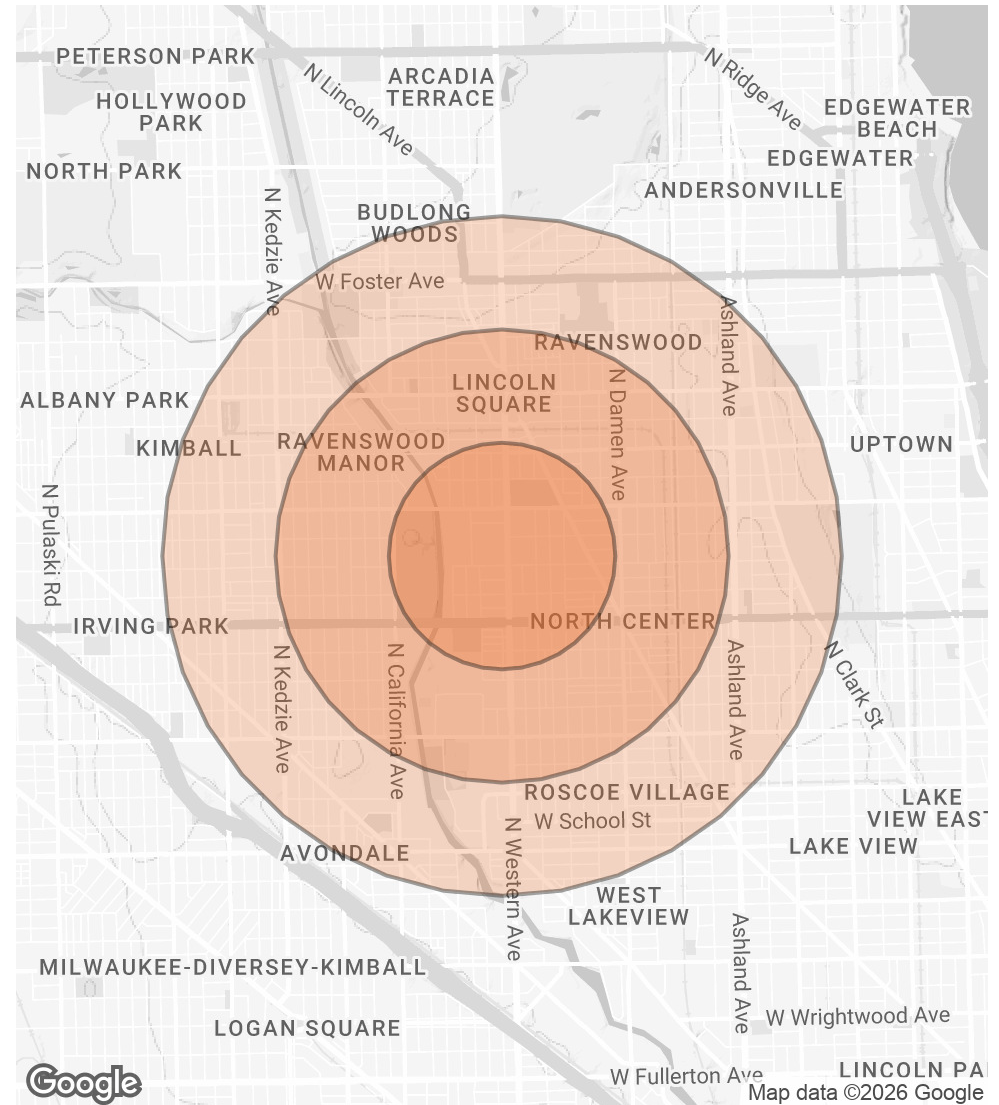 PETERSON PARK
N Lincoln Ave
ARCADIA
TERRACE
N Ridge Ave
HOLLYWOOD
PARK
EDGEWATER
BEACH
EDGEWATER
NORTH PARK
ANDERSONVILLE
N Kedzie Ave
BUDLONG
WOODS
W Foster Ave
Ashland Ave
RAVENSWOOD
LINCOLN
SQUARE
N Damen Ave
ALBANY PARK
KIMBALL
RAVENSWOOD
MANOR
UPTOWN
N Pulaski Rd
IRVING PARK
NORTH CENTER
N Kedzie Ave
N California Ave
Ashland Ave
N Clark St
ROSCOE VILLAGE
W School St
LAKE
VIEW EAST
LAKE VIEW
AVONDALE
N Western Ave
WEST
LAKEVIEW
Ashland Ave
MILWAUKEE-DIVERSEY-KIMBALL
LOGAN SQUARE
W Wrightwood Ave
W Fullerton Ave
LINCOLN PA
Google
Map data ©2026 Google